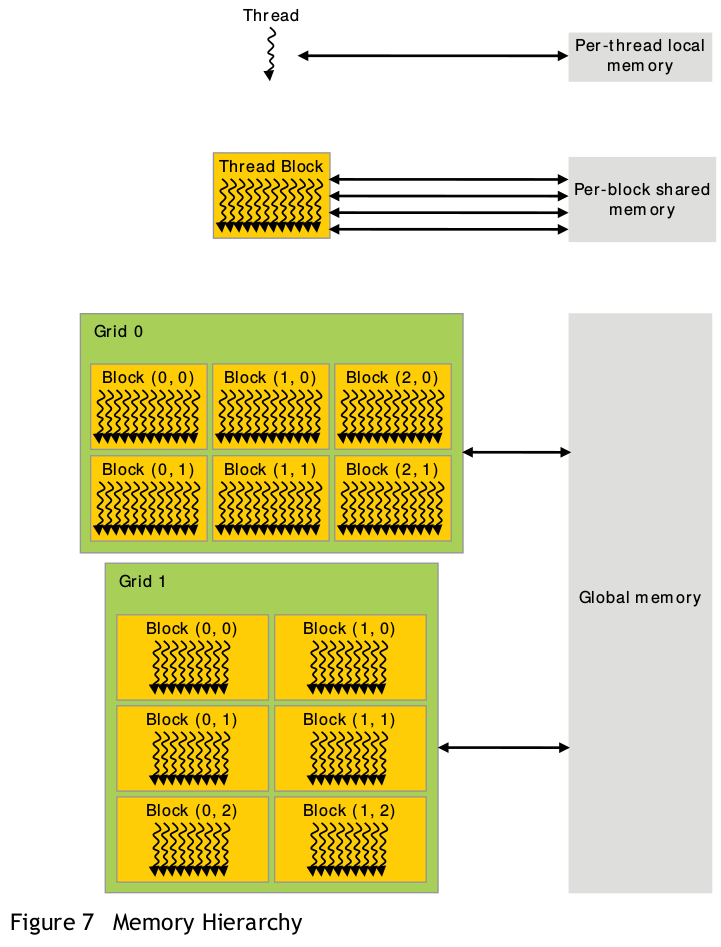 Thread
Per-thread local
memory
Thread Block
Per-block shared
memory
Grid 0
Block (0, 0) Block (1, 0) Block (2, 0)
Block (0, 1) Block (1, 1) Block (2, 1)
Grid 1
Global memory
Block (0, 0) Block (1, 0)
Block (0, 1) Block (1, 1)
Block (0, 2) Block (1, 2)
Figure 7 Memory Hierarchy